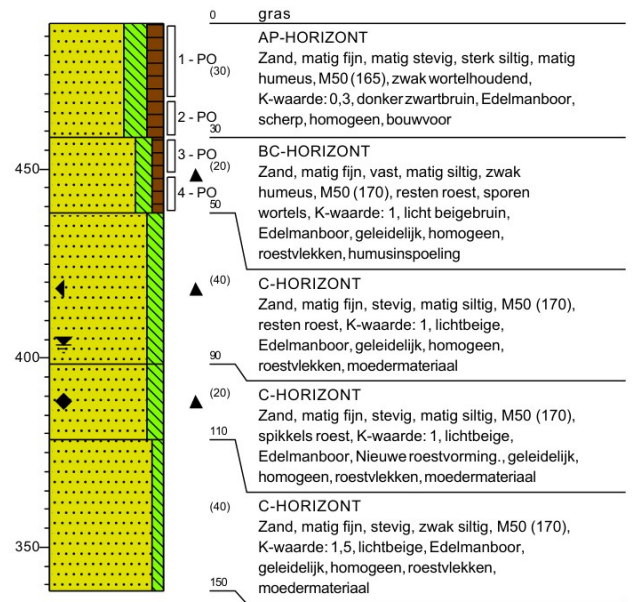 0 gras
AP-HORIZONT
1 - PO
(30)
Zand, matig fijn, matig stevig, sterk siltig, matig
humeus, M50 (165), zwak wortelhoudend,
K-waarde: 0,3, donkerzwartbruin, Edelmanboor,
scherp, homogeen, bouwvoor
2 - PO
30
BC-HORIZONT
3 - PO
(20)
450
Zand, matig fijn, vast, matig siltig, zwak
humeus, M50 (170), resten roest, sporen
wortels, K-waarde: 1, licht beigebruin,
Edelmanboor, geleidelijk, homogeen,
roestvlekken, humusinspoeling
4 - PO
50
C-HORIZONT
(40)
Zand, matig fijn, stevig, matig siltig, M50 (170),
resten roest, K-waarde: 1, lichtbeige,
Edelmanboor, geleidelijk, homogeen,
roestvlekken, moedermateriaal
400
90
C-HORIZONT
(20)
Zand, matig fijn, stevig, matig siltig, M50 (170),
spikkels roest, K-waarde: 1, lichtbeige,
Edelmanboor, Nieuwe roestvorming., geleidelijk,
homogeen, roestvlekken, moedermateriaal
110
C-HORIZONT
(40)
Zand, matig fijn, stevig, zwak siltig, M50 (170),
K-waarde: 1,5, lichtbeige, Edelmanboor,
geleidelijk, homogeen, roestvlekken,
moedermateriaal
350
150